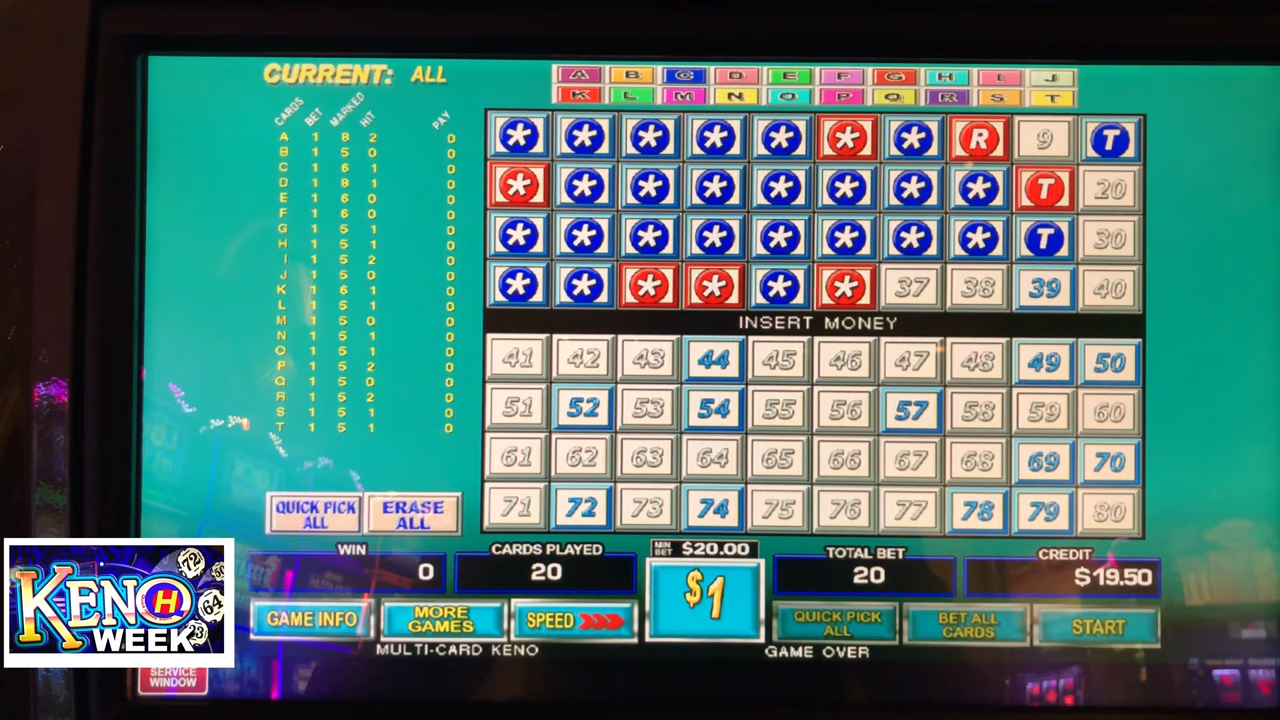 CURRENT: ALL
A B C D E F G H I J
K L M N O P Q R S T
CARDS BET MARKED HIT PAY
A 1 8 2 0
B 1 5 0 0
C 1 6 1 0
D 1 8 1 0
E 1 6 0 0
F 1 6 0 0
G 1 5 1 0
H 1 5 1 0
I 1 5 2 0
J 1 5 0 0
K 1 6 1 0
L 1 5 1 0
M 1 5 0 0
N 1 5 1 0
O 1 5 1 0
P 1 5 2 0
Q 1 5 0 0
R 1 5 2 0
S 1 5 1 0
T 1 5 1 0
* * * * * * * R 9 T
* * * * * * * * T 20
* * * * * * * * T 30
* * * * * * 37 38 39 40
INSERT MONEY
41 42 43 44 45 46 47 48 49 50
51 52 53 54 55 56 57 58 59 60
61 62 63 64 65 66 67 68 69 70
71 72 73 74 75 76 77 78 79 80
QUICK PICK ALL
ERASE ALL
WIN
0
CARDS PLAYED
20
MIN BET $20.00
$1
TOTAL BET
20
CREDIT
$19.50
GAME INFO
MORE GAMES
SPEED
QUICK PICK ALL
BET ALL CARDS
START
MULTI-CARD KENO
GAME OVER
KENO
H
WEEK
72
64
SERVICE WINDOW